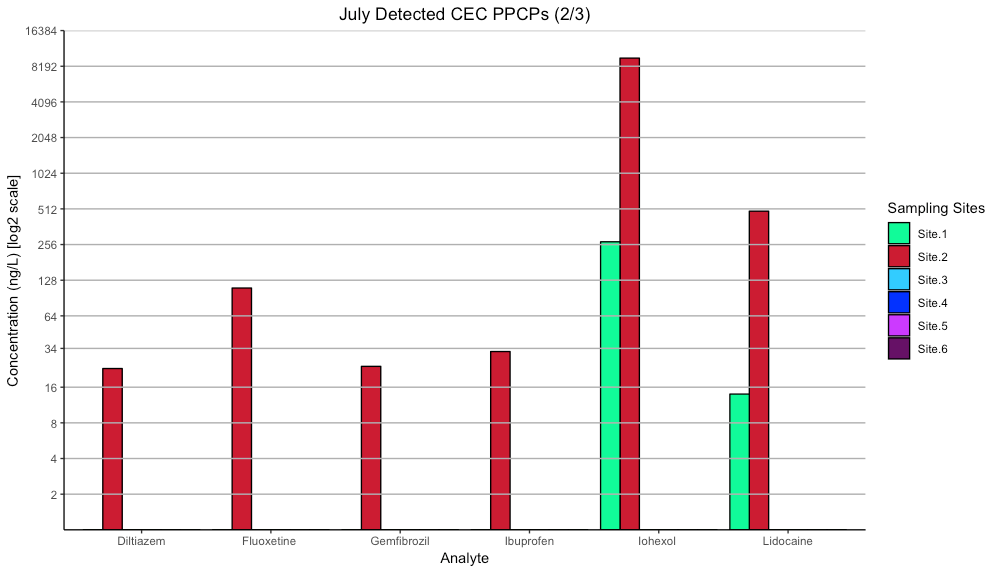 July Detected CEC PPCPs (2/3)
16384
8192
4096
2048
1024
512
256
128
64
34
16
8
4
2
Concentration (ng/L) [log2 scale]
Diltiazem
Fluoxetine
Gemfibrozil
Ibuprofen
Iohexol
Lidocaine
Analyte
Sampling Sites
Site.1
Site.2
Site.3
Site.4
Site.5
Site.6